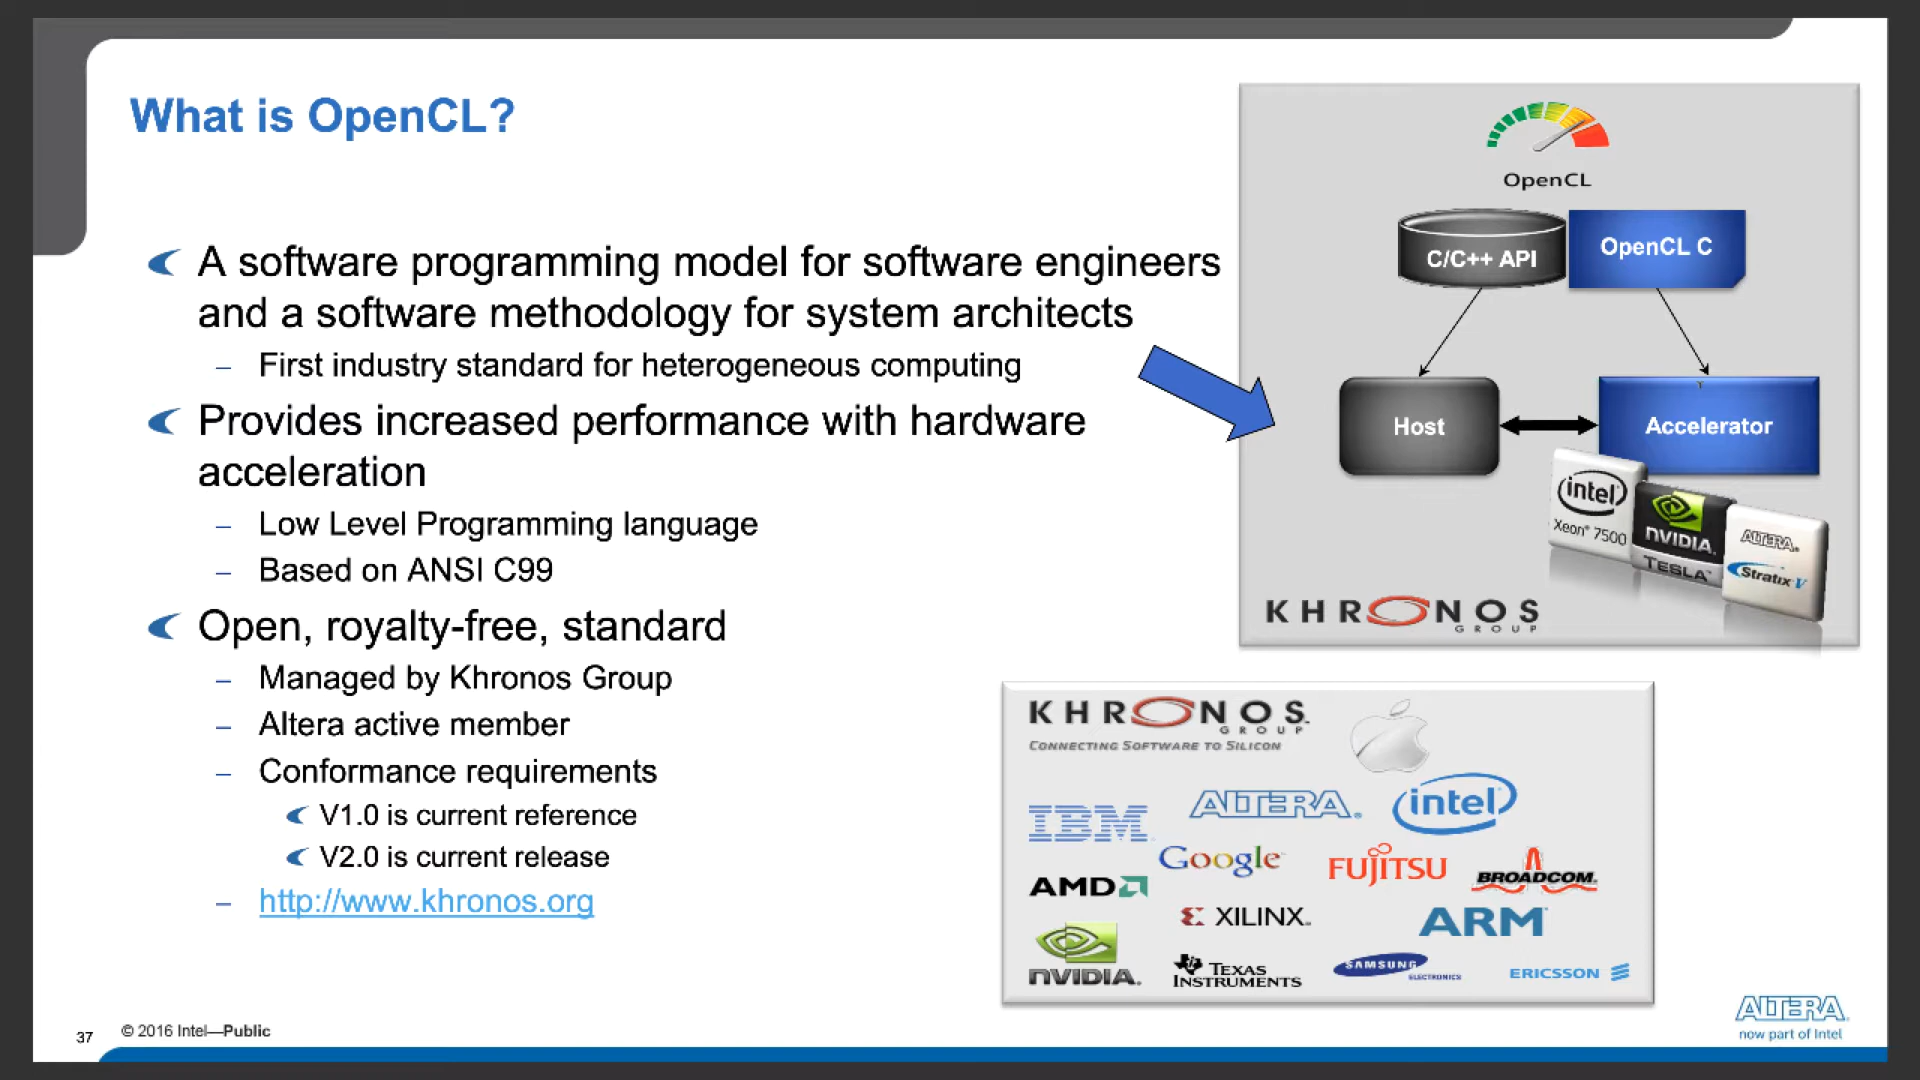 What is OpenCL?
A software programming model for software engineers
and a software methodology for system architects
– First industry standard for heterogeneous computing
Provides increased performance with hardware
acceleration
– Low Level Programming language
– Based on ANSI C99
Open, royalty-free, standard
– Managed by Khronos Group
– Altera active member
– Conformance requirements
V1.0 is current reference
V2.0 is current release
– http://www.khronos.org
OpenCL
C/C++ API
OpenCL C
Host
Accelerator
intel
Xeon® 7500
NVIDIA.
TESLA™
ALTERA®
Stratix V
KHRONOS
GROUP
KHRONOS
GROUP
CONNECTING SOFTWARE TO SILICON
IBM
ALTERA®
intel
Google
FUJITSU
BROADCOM.
AMD
XILINX
ARM
NVIDIA.
TEXAS
INSTRUMENTS
SAMSUNG
ELECTRONICS
ERICSSON
37
© 2016 Intel—Public
ALTERA
now part of Intel